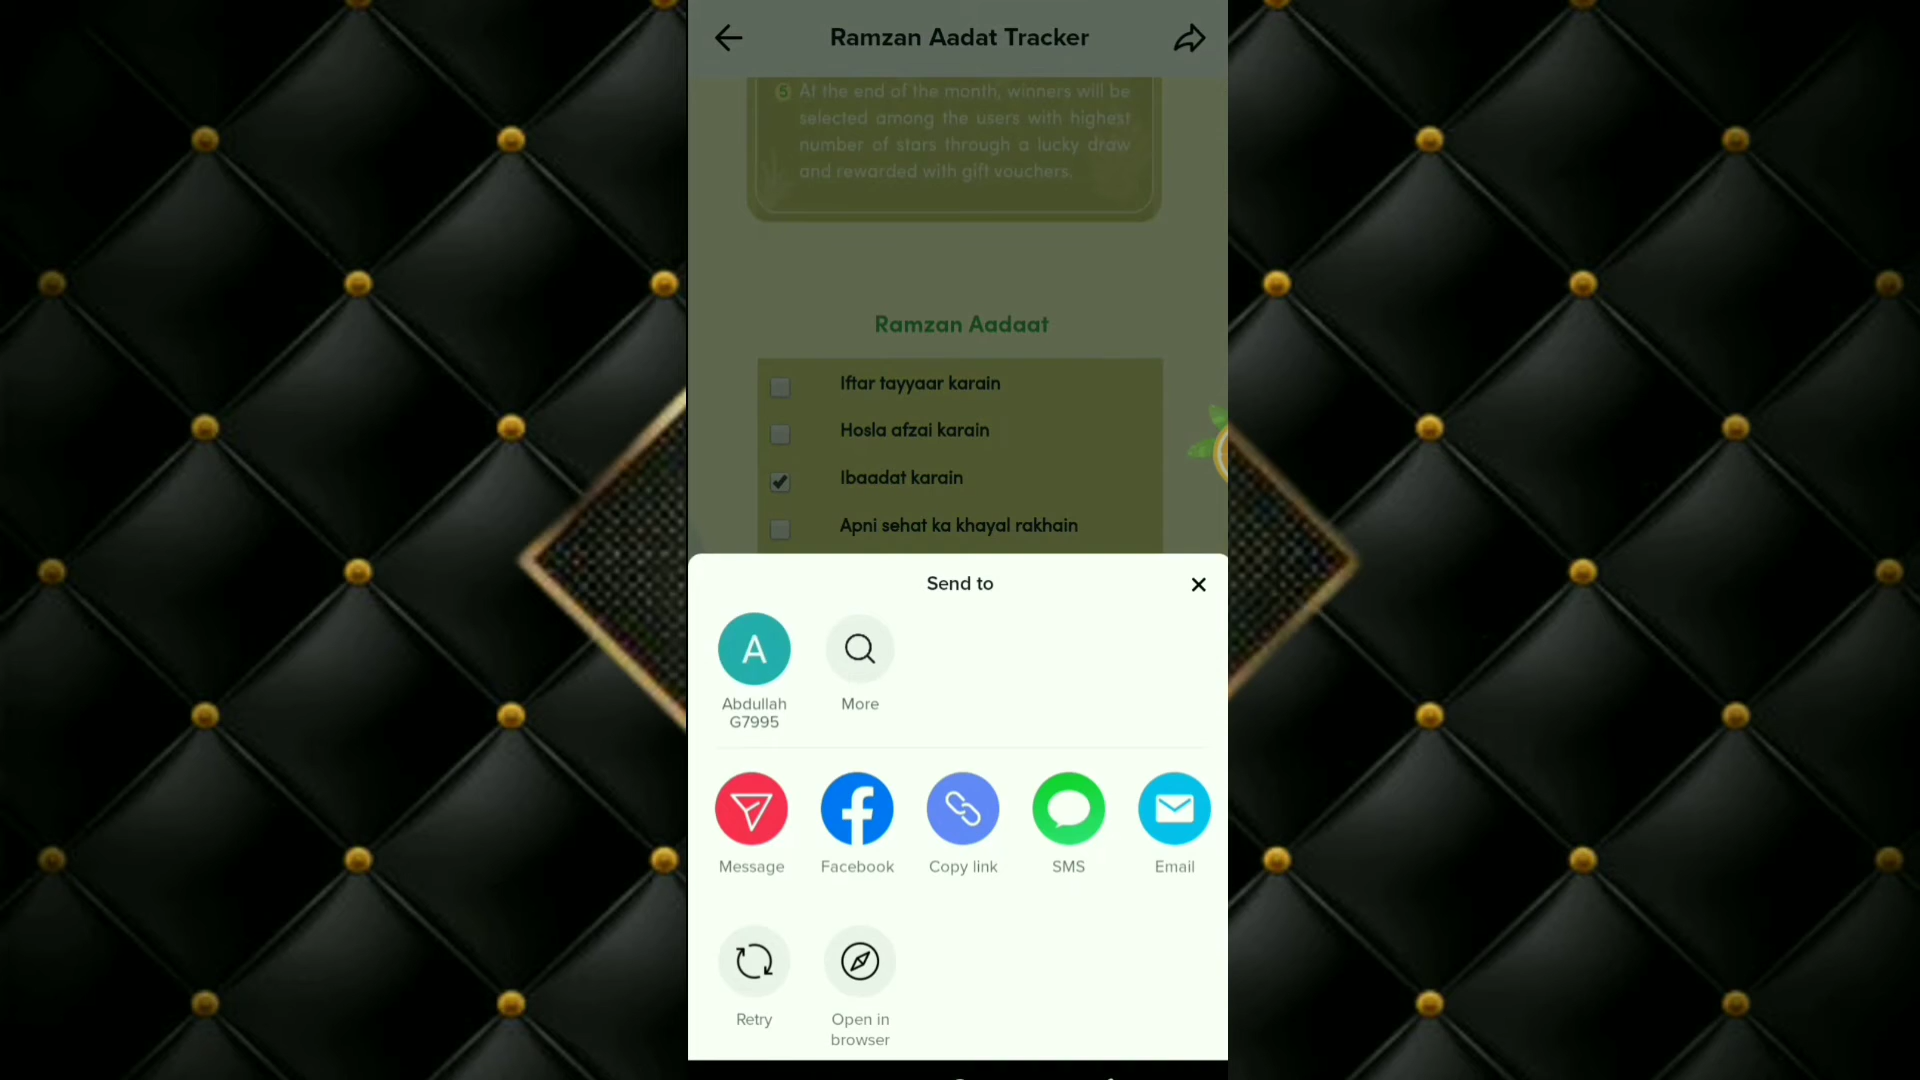 Ramzan Aadat Tracker
5 At the end of the month, winners will be
selected among the users with highest
number of stars through a lucky draw
and rewarded with gift vouchers.
Ramzan Aadaat
Iftar tayyaar karain
Hosla afzai karain
Ibaadat karain
Apni sehat ka khayal rakhain
Send to
A
Abdullah
G7995
More
Message
Facebook
Copy link
SMS
Email
Retry
Open in
browser